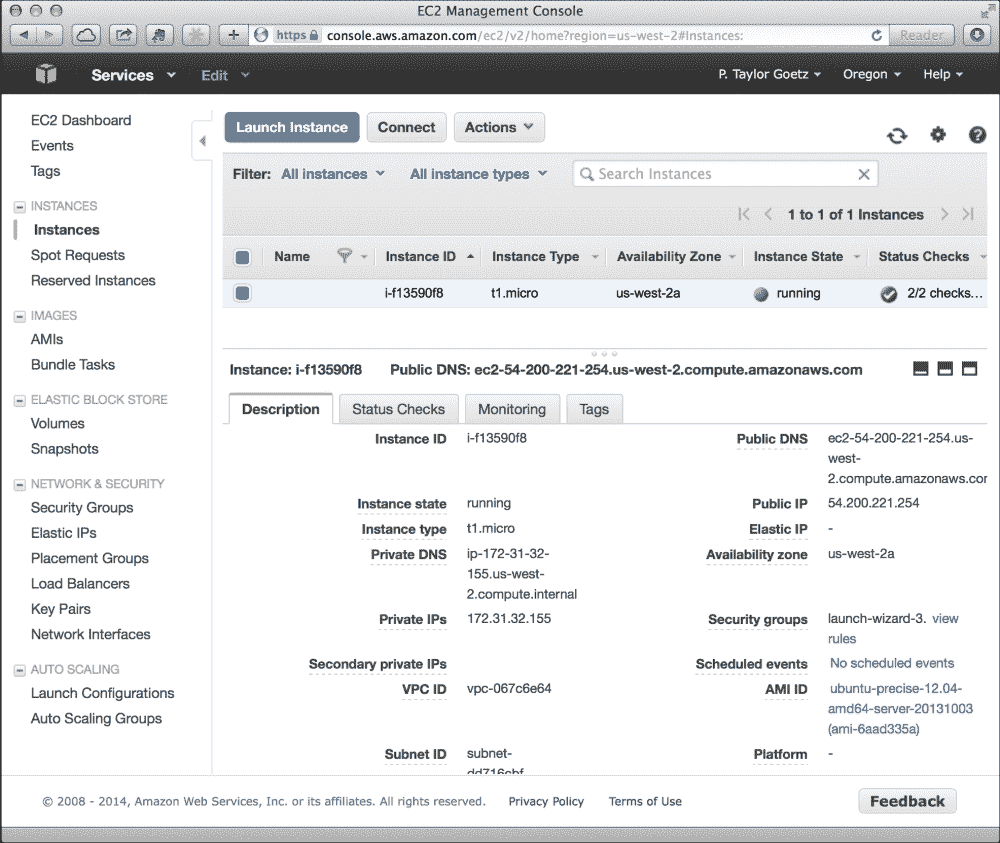 EC2 Management Console
https console.aws.amazon.com/ec2/v2/home?region=us-west-2#Instances: Reader
Services Edit P. Taylor Goetz Oregon Help
EC2 Dashboard
Events
Tags
INSTANCES
Instances
Spot Requests
Reserved Instances
IMAGES
AMIs
Bundle Tasks
ELASTIC BLOCK STORE
Volumes
Snapshots
NETWORK & SECURITY
Security Groups
Elastic IPs
Placement Groups
Load Balancers
Key Pairs
Network Interfaces
AUTO SCALING
Launch Configurations
Auto Scaling Groups
Launch Instance Connect Actions
Filter: All instances All instance types Search Instances
1 to 1 of 1 Instances
Name Instance ID Instance Type Availability Zone Instance State Status Checks
i-f13590f8 t1.micro us-west-2a running 2/2 checks...
Instance: i-f13590f8 Public DNS: ec2-54-200-221-254.us-west-2.compute.amazonaws.com
Description Status Checks Monitoring Tags
Instance ID i-f13590f8
Public DNS ec2-54-200-221-254.us-
west-
2.compute.amazonaws.cor
Instance state running
Public IP 54.200.221.254
Instance type t1.micro
Elastic IP -
Private DNS ip-172-31-32-
155.us-west-
2.compute.internal
Availability zone us-west-2a
Private IPs 172.31.32.155
Security groups launch-wizard-3. view
rules
Secondary private IPs
Scheduled events No scheduled events
VPC ID vpc-067c6e64
AMI ID ubuntu-precise-12.04-
amd64-server-20131003
(ami-6aad335a)
Subnet ID subnet-
dd716cbf
Platform -
© 2008 - 2014, Amazon Web Services, Inc. or its affiliates. All rights reserved. Privacy Policy Terms of Use Feedback